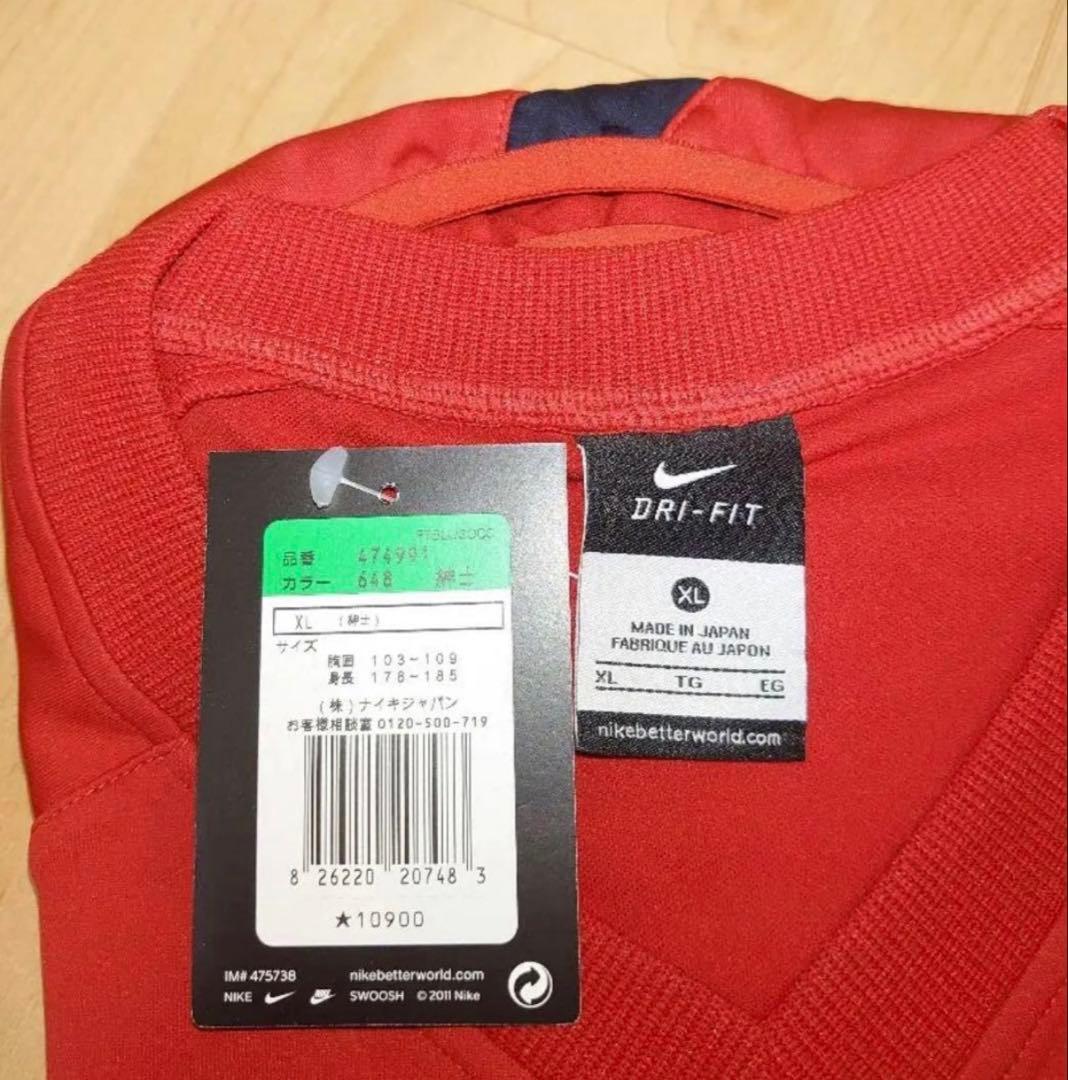 品番 474991
カラー 648 紳士
XL (紳士)
サイズ
胸囲 103-109
身長 178-185
(株)ナイキジャパン
お客様相談室 0120-500-719
8 26220 20748 3
★10900
IM# 475738 nikebetterworld.com
NIKE SWOOSH © 2011 Nike
DRI-FIT
XL
MADE IN JAPAN
FABRIQUE AU JAPON
XL TG EG
nikebetterworld.com